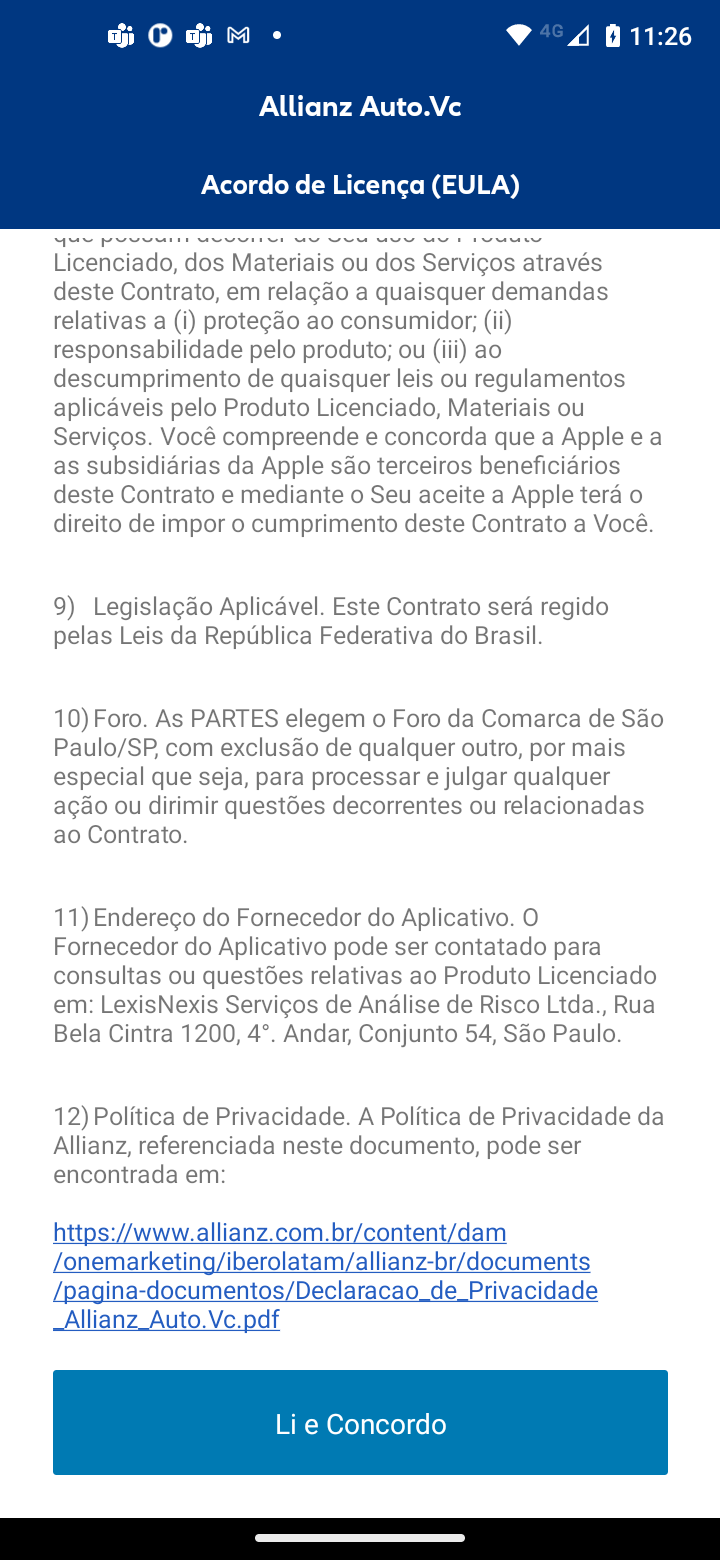 4G 11:26
Allianz Auto.Vc
Acordo de Licença (EULA)
que possam decorrer do Seu uso do Produto
Licenciado, dos Materiais ou dos Serviços através
deste Contrato, em relação a quaisquer demandas
relativas a (i) proteção ao consumidor; (ii)
responsabilidade pelo produto; ou (iii) ao
descumprimento de quaisquer leis ou regulamentos
aplicáveis pelo Produto Licenciado, Materiais ou
Serviços. Você compreende e concorda que a Apple e a
as subsidiárias da Apple são terceiros beneficiários
deste Contrato e mediante o Seu aceite a Apple terá o
direito de impor o cumprimento deste Contrato a Você.
9) Legislação Aplicável. Este Contrato será regido
pelas Leis da República Federativa do Brasil.
10) Foro. As PARTES elegem o Foro da Comarca de São
Paulo/SP, com exclusão de qualquer outro, por mais
especial que seja, para processar e julgar qualquer
ação ou dirimir questões decorrentes ou relacionadas
ao Contrato.
11) Endereço do Fornecedor do Aplicativo. O
Fornecedor do Aplicativo pode ser contatado para
consultas ou questões relativas ao Produto Licenciado
em: LexisNexis Serviços de Análise de Risco Ltda., Rua
Bela Cintra 1200, 4°. Andar, Conjunto 54, São Paulo.
12) Política de Privacidade. A Política de Privacidade da
Allianz, referenciada neste documento, pode ser
encontrada em:
https://www.allianz.com.br/content/dam
/onemarketing/iberolatam/allianz-br/documents
/pagina-documentos/Declaracao_de_Privacidade
_Allianz_Auto.Vc.pdf
Li e Concordo